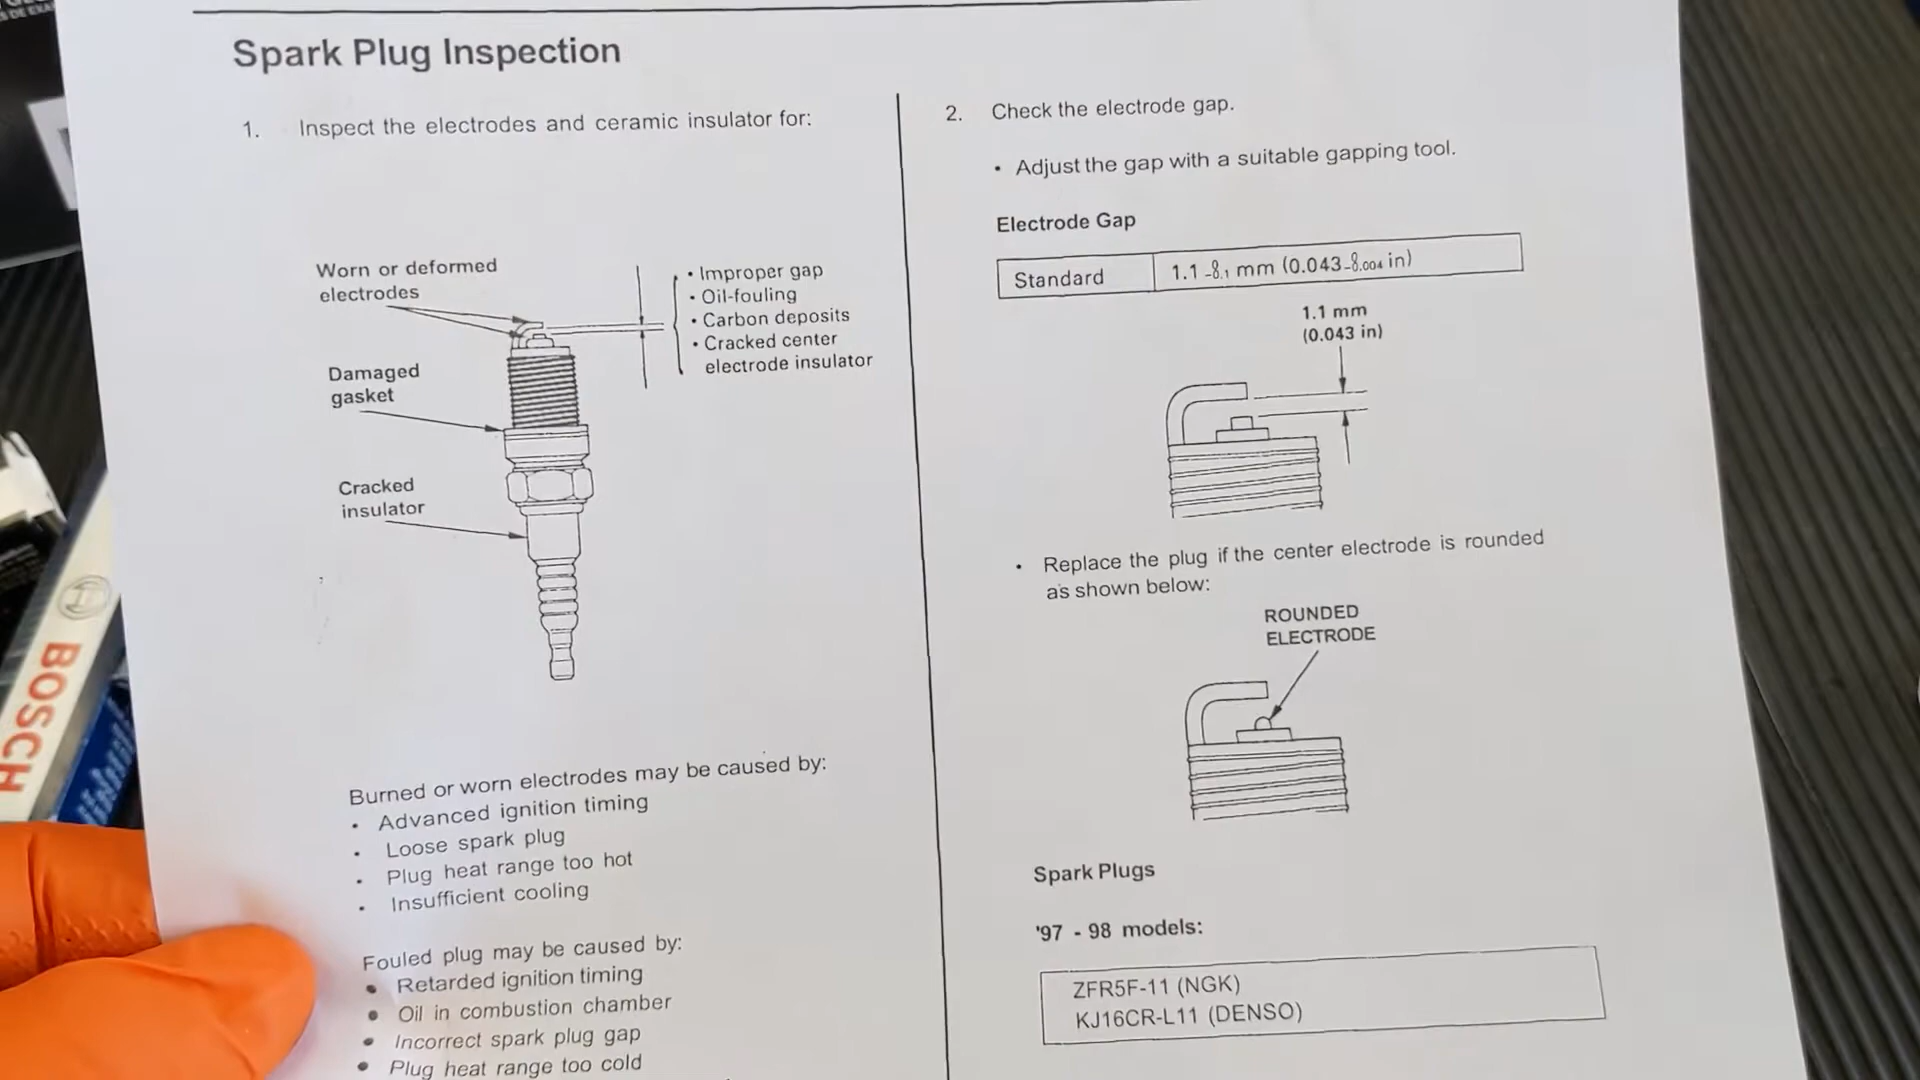 Spark Plug Inspection
1. Inspect the electrodes and ceramic insulator for:
Worn or deformed
electrodes
• Improper gap
• Oil-fouling
• Carbon deposits
• Cracked center
electrode insulator
Damaged
gasket
Cracked
insulator
Burned or worn electrodes may be caused by:
• Advanced ignition timing
• Loose spark plug
• Plug heat range too hot
• Insufficient cooling
Fouled plug may be caused by:
• Retarded ignition timing
• Oil in combustion chamber
• Incorrect spark plug gap
• Plug heat range too cold
2. Check the electrode gap.
• Adjust the gap with a suitable gapping tool.
Electrode Gap
Standard 1.1 -0.1 mm (0.043-0.004 in)
1.1 mm
(0.043 in)
• Replace the plug if the center electrode is rounded
as shown below:
ROUNDED
ELECTRODE
Spark Plugs
'97 - 98 models:
ZFR5F-11 (NGK)
KJ16CR-L11 (DENSO)
BOSCH